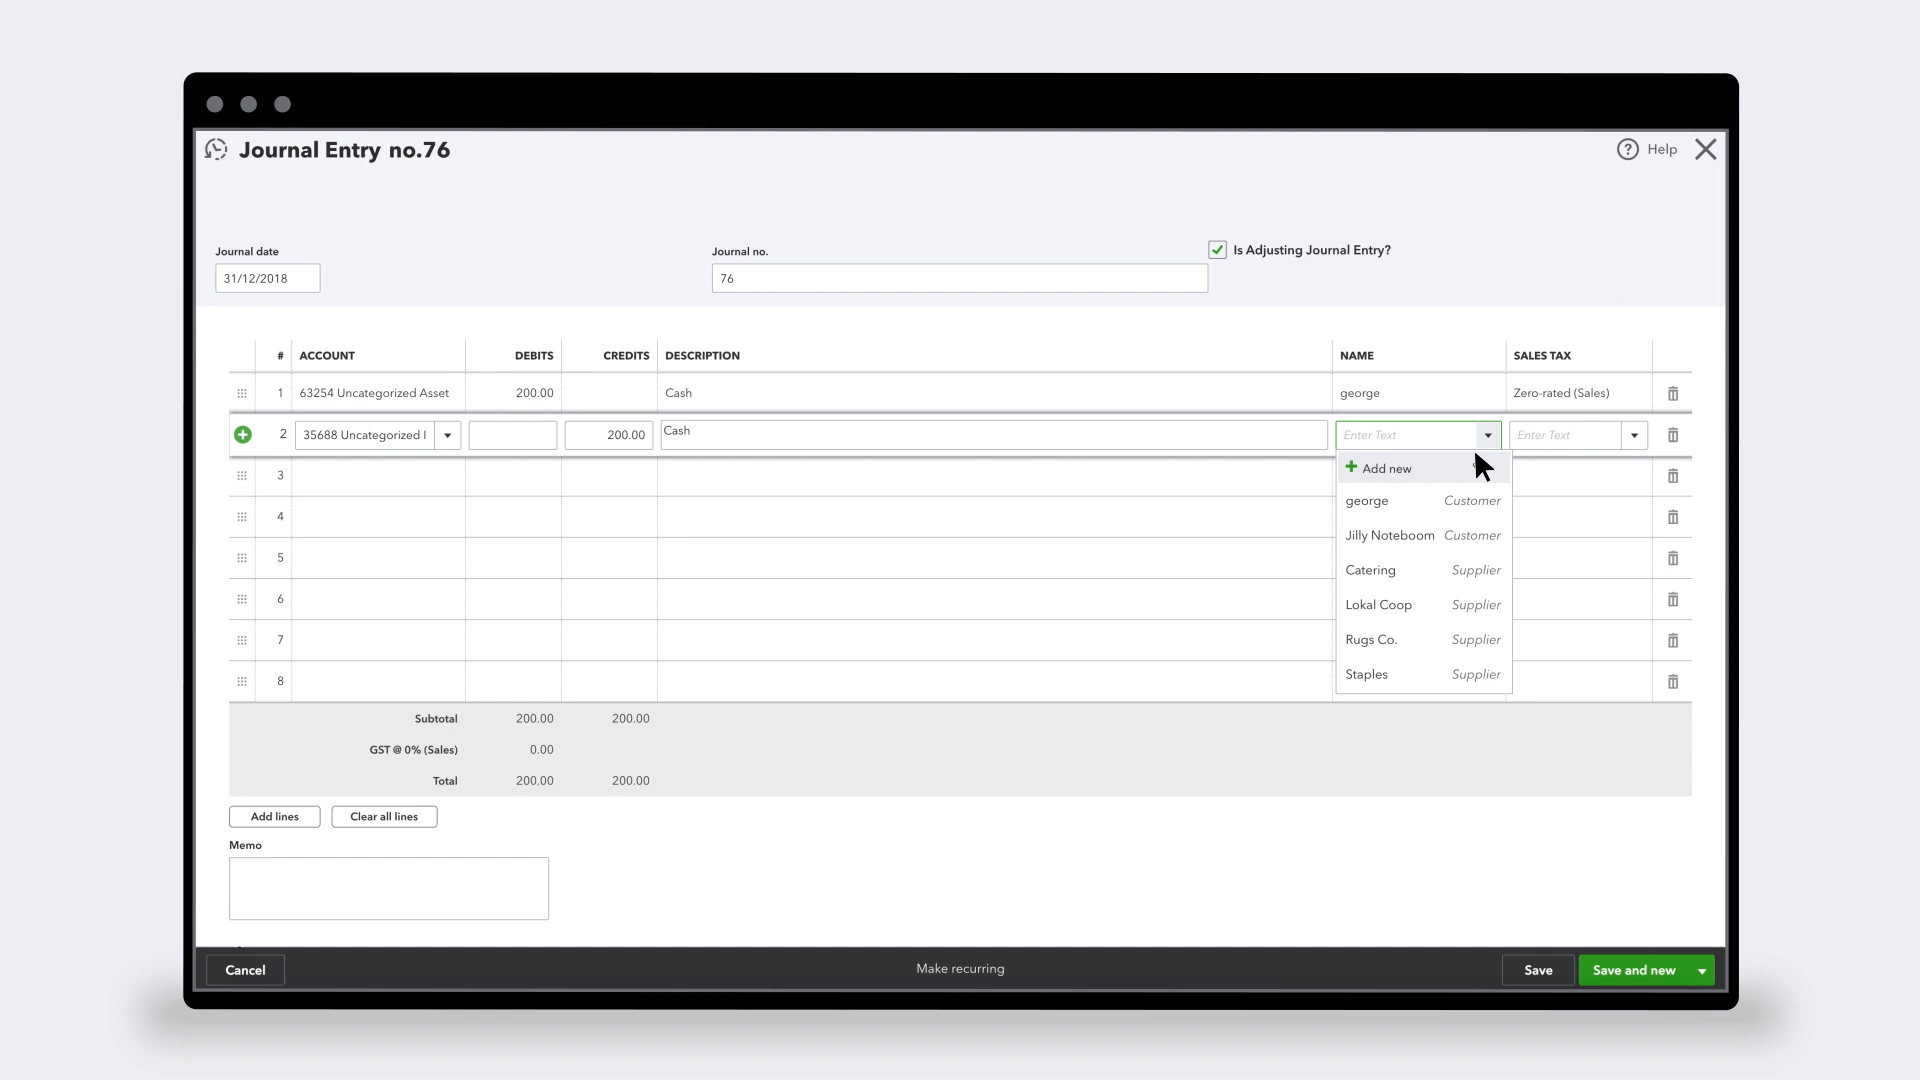 Journal Entry no.76
Help
Journal date
Journal no.
Is Adjusting Journal Entry?
31/12/2018
76
# ACCOUNT DEBITS CREDITS DESCRIPTION NAME SALES TAX
1 63254 Uncategorized Asset 200.00 Cash george Zero-rated (Sales)
2 35688 Uncategorized I 200.00 Cash Enter Text Enter Text
Add new
3
george Customer
4
Jilly Noteboom Customer
5
Catering Supplier
6
Lokal Coop Supplier
7
Rugs Co. Supplier
8
Staples Supplier
Subtotal 200.00 200.00
GST @ 0% (Sales) 0.00
Total 200.00 200.00
Add lines Clear all lines
Memo
Cancel Make recurring Save Save and new